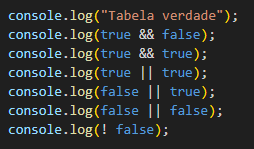 console.log("Tabela verdade");
console.log(true && false);
console.log(true && true);
console.log(true || true);
console.log(false || true);
console.log(false || false);
console.log(! false);